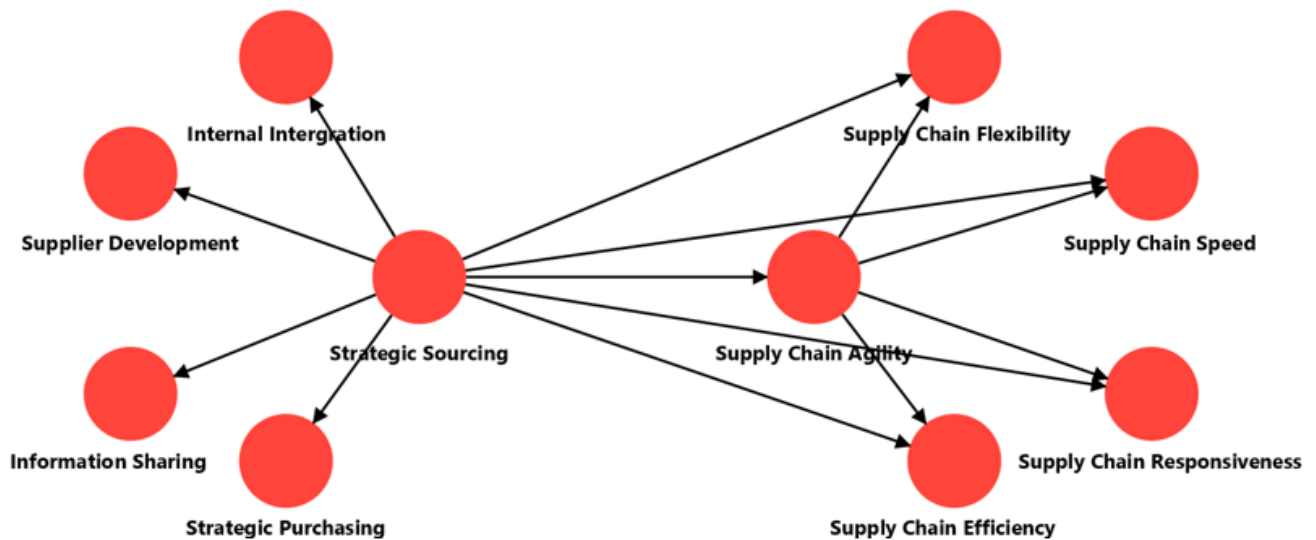 Internal Intergration
Supply Chain Flexibility
Supplier Development
Supply Chain Speed
Strategic Sourcing
Supply Chain Agility
Information Sharing
Supply Chain Responsiveness
Strategic Purchasing
Supply Chain Efficiency